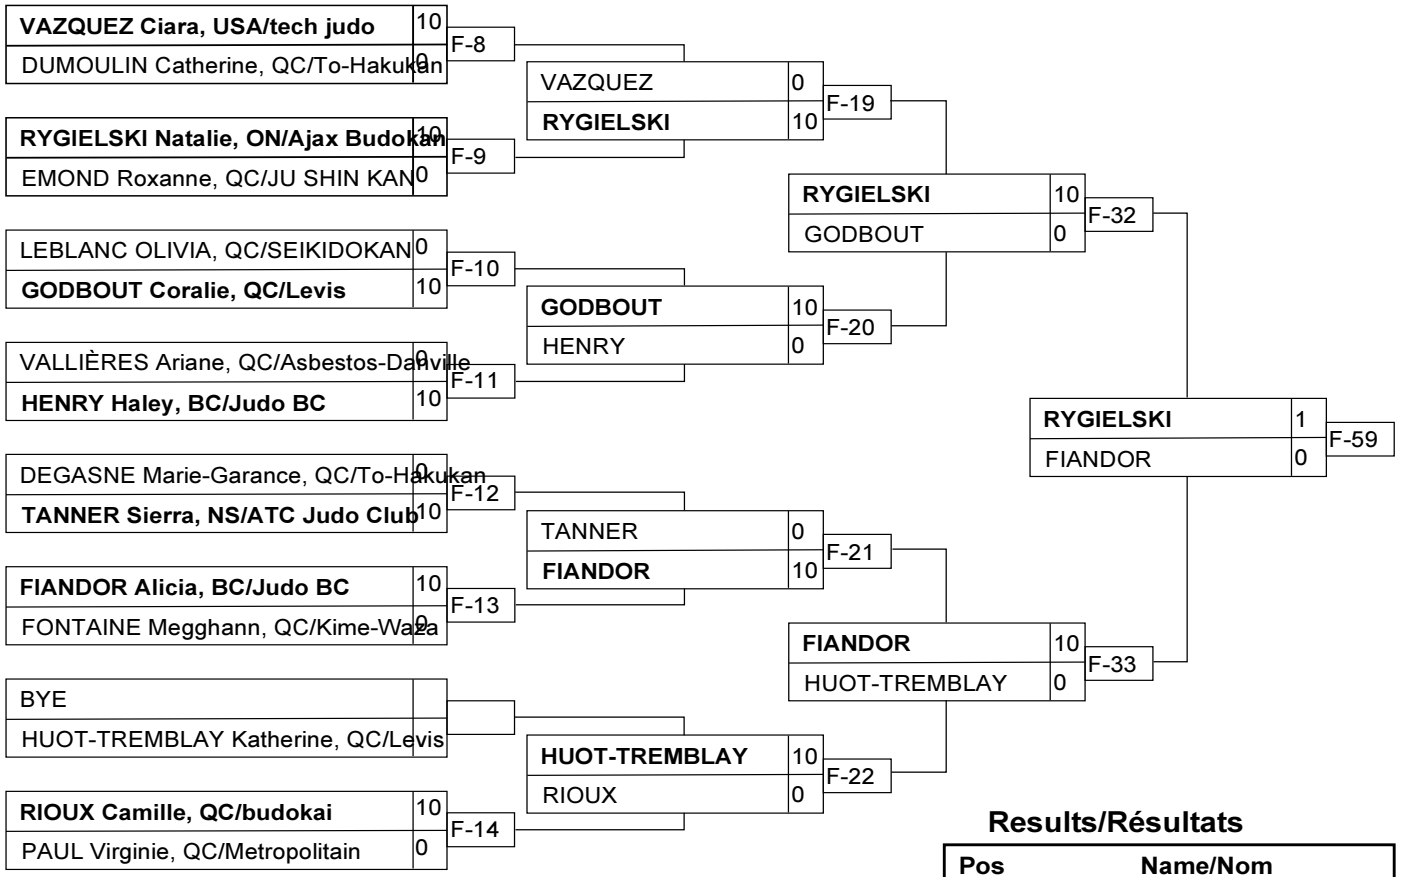 VAZQUEZ Ciara, USA/tech judo 10
F-8
DUMOULIN Catherine, QC/To-Hakukan 0
VAZQUEZ 0
F-19
RYGIELSKI 10
RYGIELSKI Natalie, ON/Ajax Budokan 10
F-9
EMOND Roxanne, QC/JU SHIN KAN 0
RYGIELSKI 10
F-32
GODBOUT 0
LEBLANC OLIVIA, QC/SEIKIDOKAN 0
F-10
GODBOUT Coralie, QC/Levis 10
GODBOUT 10
F-20
HENRY 0
VALLIÈRES Ariane, QC/Asbestos-Danville 0
F-11
HENRY Haley, BC/Judo BC 10
RYGIELSKI 1
F-59
FIANDOR 0
DEGASNE Marie-Garance, QC/To-Hakukan 0
F-12
TANNER Sierra, NS/ATC Judo Club 10
TANNER 0
F-21
FIANDOR 10
FIANDOR Alicia, BC/Judo BC 10
F-13
FONTAINE Megghann, QC/Kime-Waza 0
FIANDOR 10
F-33
HUOT-TREMBLAY 0
BYE
HUOT-TREMBLAY Katherine, QC/Levis
HUOT-TREMBLAY 10
F-22
RIOUX 0
RIOUX Camille, QC/budokai 10
F-14
PAUL Virginie, QC/Metropolitain 0
Results/Résultats
Pos Name/Nom